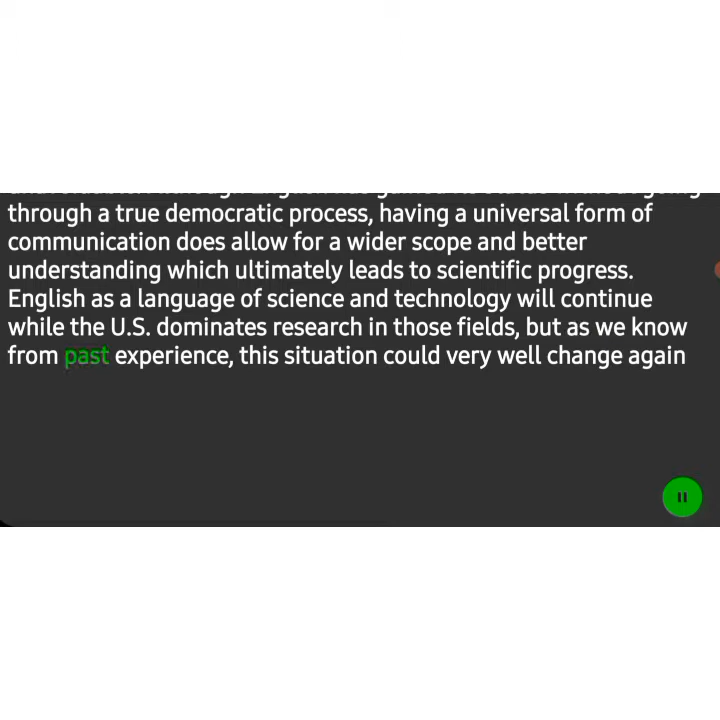 through a true democratic process, having a universal form of
communication does allow for a wider scope and better
understanding which ultimately leads to scientific progress.
English as a language of science and technology will continue
while the U.S. dominates research in those fields, but as we know
from past experience, this situation could very well change again